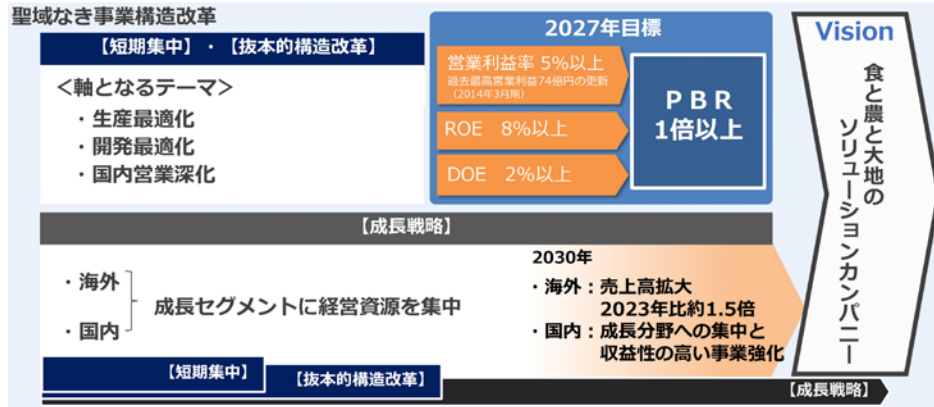 聖域なき事業構造改革
【短期集中】・【抜本的構造改革】
＜軸となるテーマ＞
・生産最適化
・開発最適化
・国内営業深化
2027年目標
営業利益率 5%以上
過去最高営業利益74億円の更新
（2014年3月期）
ROE 8%以上
DOE 2%以上
ＰＢＲ
1倍以上
Vision
食と農と大地の
ソリューションカンパニー
【成長戦略】
・海外
・国内
成長セグメントに経営資源を集中
2030年
・海外：売上高拡大
2023年比約1.5倍
・国内：成長分野への集中と
収益性の高い事業強化
【短期集中】
【抜本的構造改革】
【成長戦略】